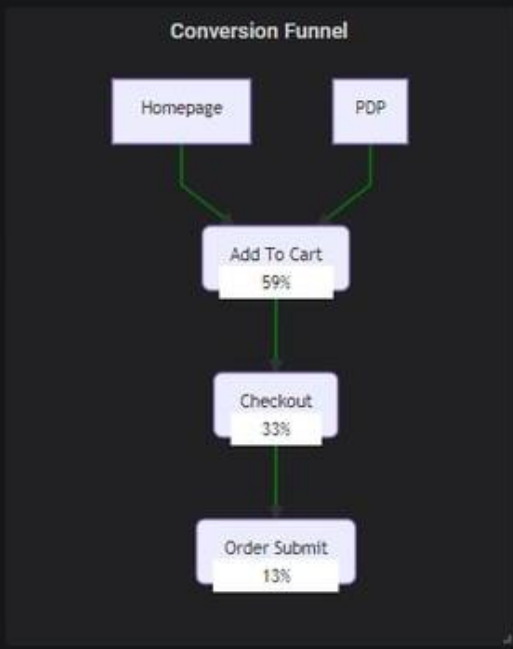 Conversion Funnel
Homepage
PDP
Add To Cart
59%
Checkout
33%
Order Submit
13%